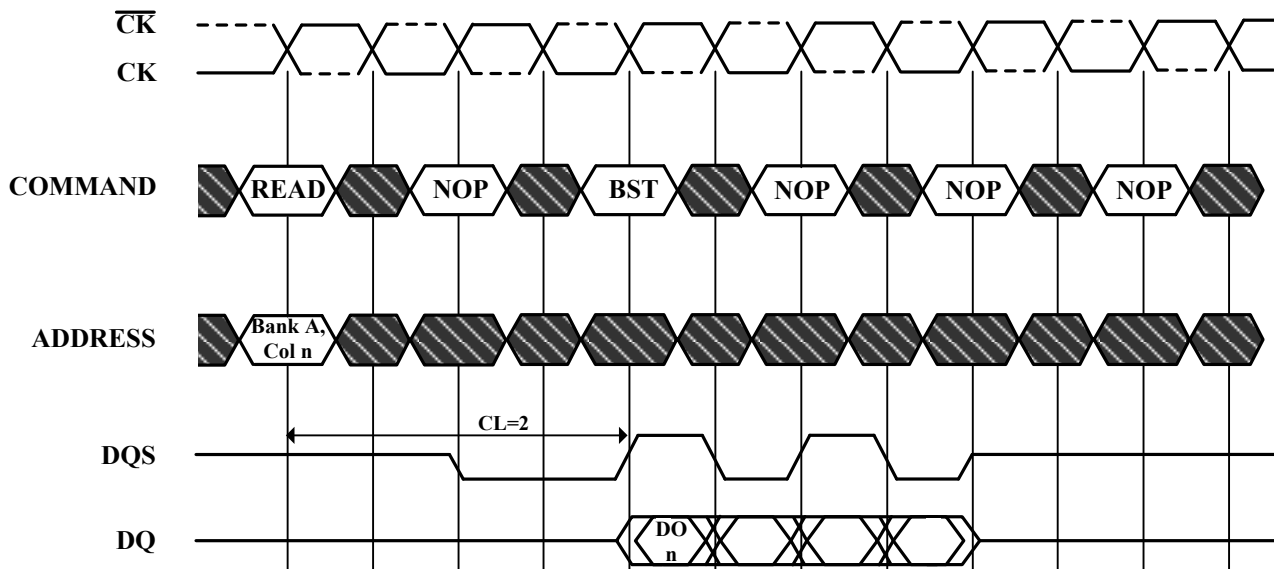 CK
CK
COMMAND
READ NOP BST NOP NOP NOP
ADDRESS
Bank A,
Col n
CL=2
DQS
DQ
DO
n